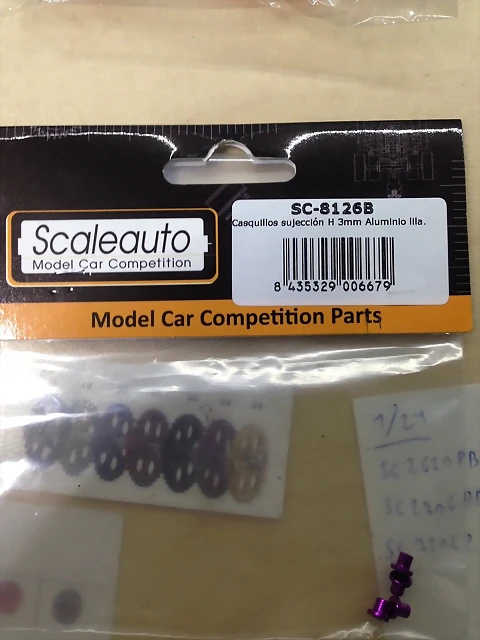 SC-8126B
Casquillos sujección H 3mm Aluminio lila.
8 435329 006679
Scaleauto
Model Car Competition
Model Car Competition Parts
1/24
SC2620PB